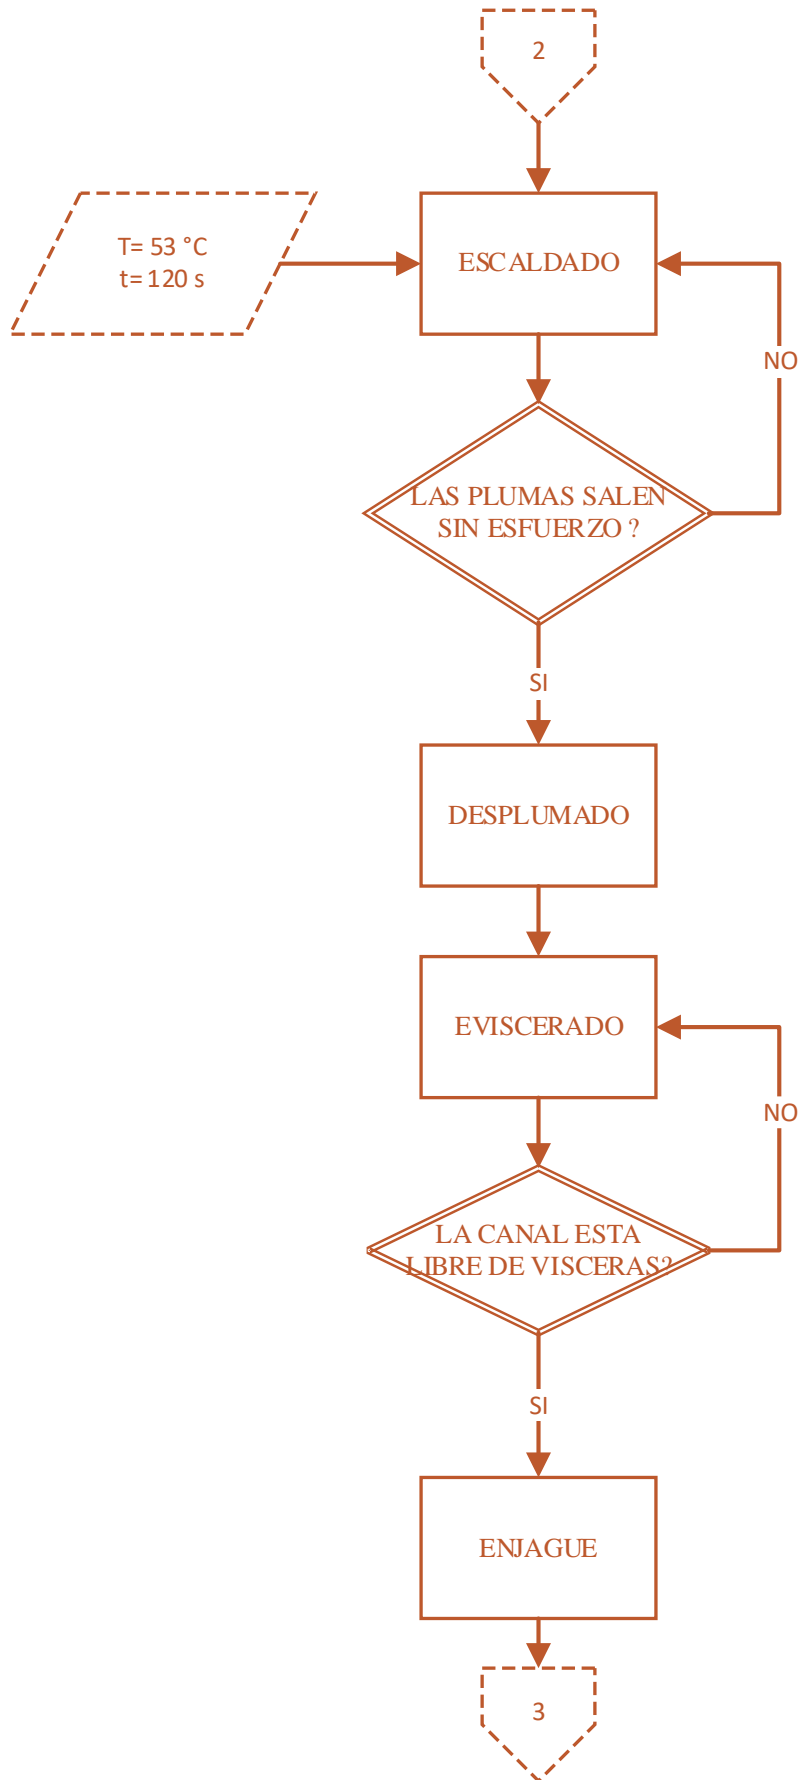 2
T= 53 °C
t= 120 s
ESCALDADO
NO
LAS PLUMAS SALEN
SIN ESFUERZO ?
SI
DESPLUMADO
EVISCERADO
NO
LA CANAL ESTA
LIBRE DE VISCERAS?
SI
ENJAGUE
3